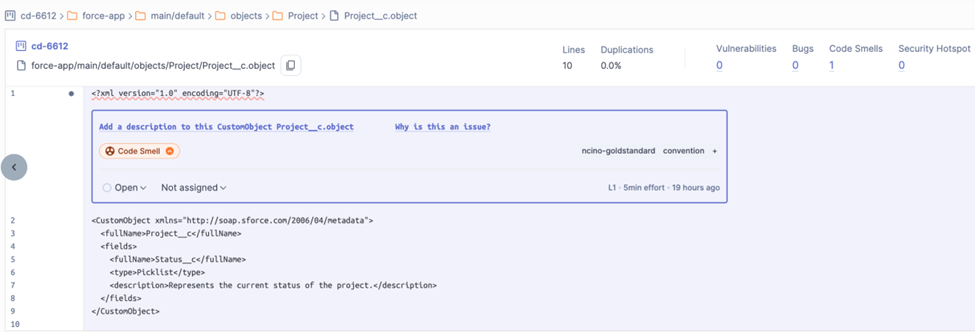 cd-6612 > force-app > main/default > objects > Project > Project__c.object
cd-6612
force-app/main/default/objects/Project/Project__c.object
Lines Duplications Vulnerabilities Bugs Code Smells Security Hotspot
10 0.0% 0 0 1 0
1 <?xml version="1.0" encoding="UTF-8"?>
Add a description to this CustomObject Project__c.object Why is this an issue?
Code Smell ncino-goldstandard convention +
Open Not assigned L1 · 5min effort · 19 hours ago
2 <CustomObject xmlns="http://soap.sforce.com/2006/04/metadata">
3 <fullName>Project__c</fullName>
4 <fields>
5 <fullName>Status__c</fullName>
6 <type>Picklist</type>
7 <description>Represents the current status of the project.</description>
8 </fields>
9 </CustomObject>
10